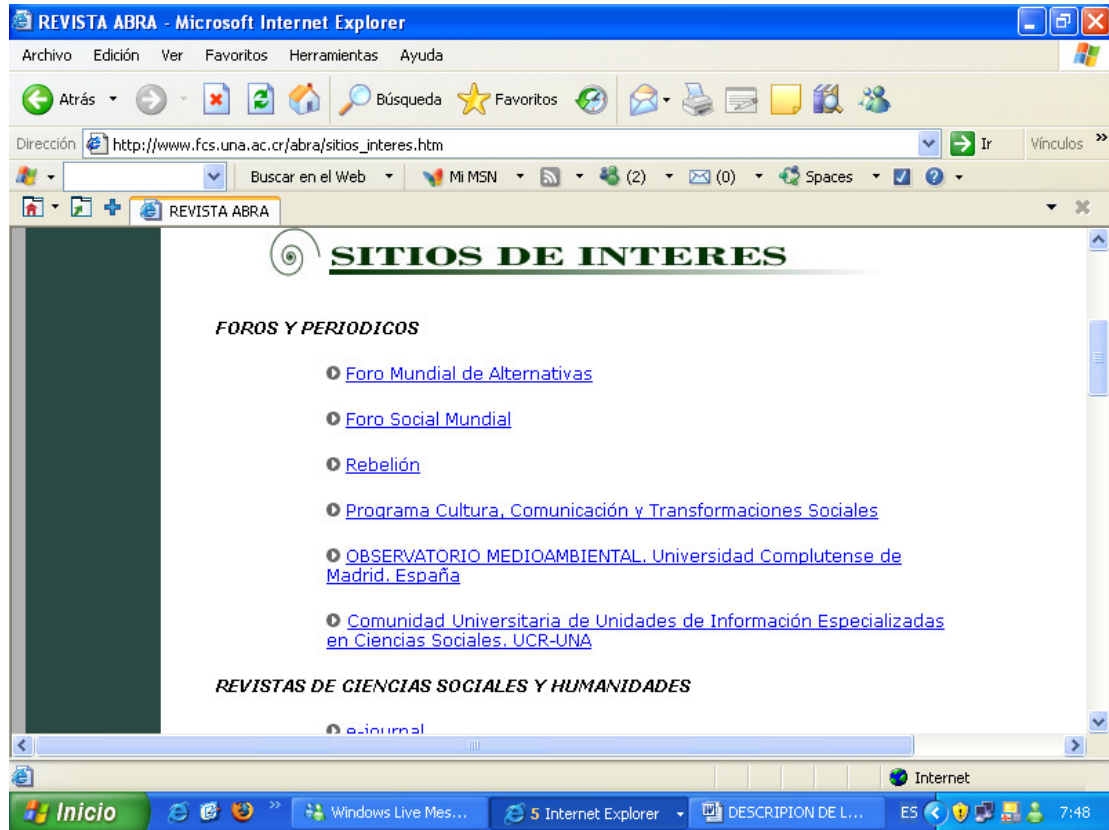 REVISTA ABRA - Microsoft Internet Explorer
Archivo Edición Ver Favoritos Herramientas Ayuda
Atrás Búsqueda Favoritos
Dirección http://www.fcs.una.ac.cr/abra/sitios_interes.htm Ir Vínculos »
Buscar en el Web Mi MSN (2) (0) Spaces
REVISTA ABRA
SITIOS DE INTERES
FOROS Y PERIODICOS
Foro Mundial de Alternativas
Foro Social Mundial
Rebelión
Programa Cultura, Comunicación y Transformaciones Sociales
OBSERVATORIO MEDIOAMBIENTAL. Universidad Complutense de
Madrid. España
Comunidad Universitaria de Unidades de Información Especializadas
en Ciencias Sociales. UCR-UNA
REVISTAS DE CIENCIAS SOCIALES Y HUMANIDADES
e-journal
Internet
Inicio » Windows Live Mes... 5 Internet Explorer DESCRIPION DE L... ES 7:48